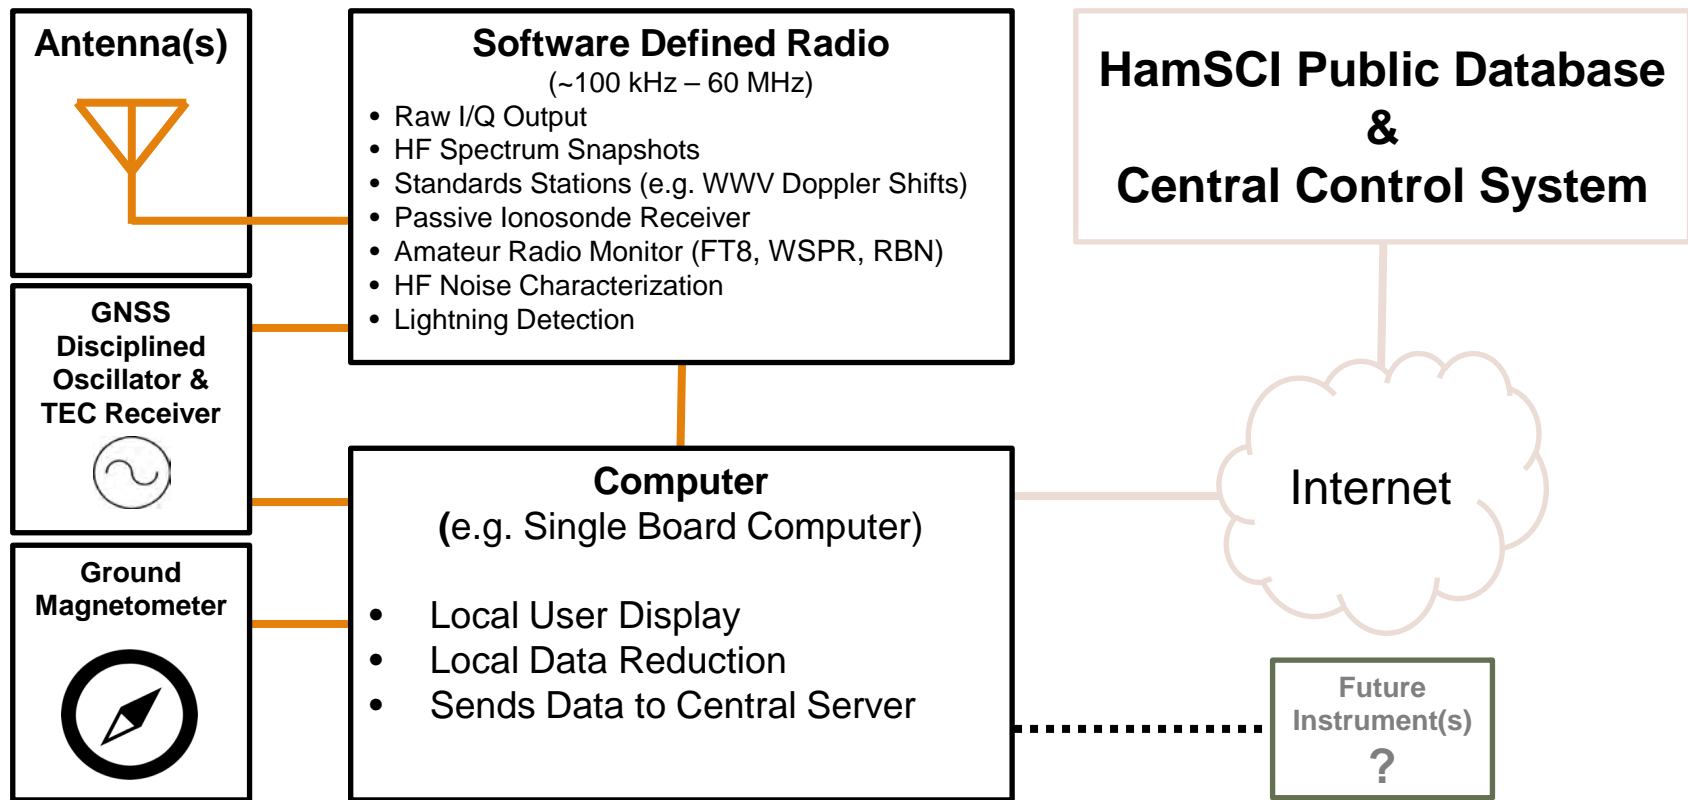 Antenna(s)
Software Defined Radio
(~100 kHz – 60 MHz)
• Raw I/Q Output
• HF Spectrum Snapshots
• Standards Stations (e.g. WWV Doppler Shifts)
• Passive Ionosonde Receiver
• Amateur Radio Monitor (FT8, WSPR, RBN)
• HF Noise Characterization
• Lightning Detection
HamSCI Public Database
&
Central Control System
GNSS
Disciplined
Oscillator &
TEC Receiver
Computer
(e.g. Single Board Computer)
• Local User Display
• Local Data Reduction
• Sends Data to Central Server
Internet
Ground
Magnetometer
Future
Instrument(s)
?